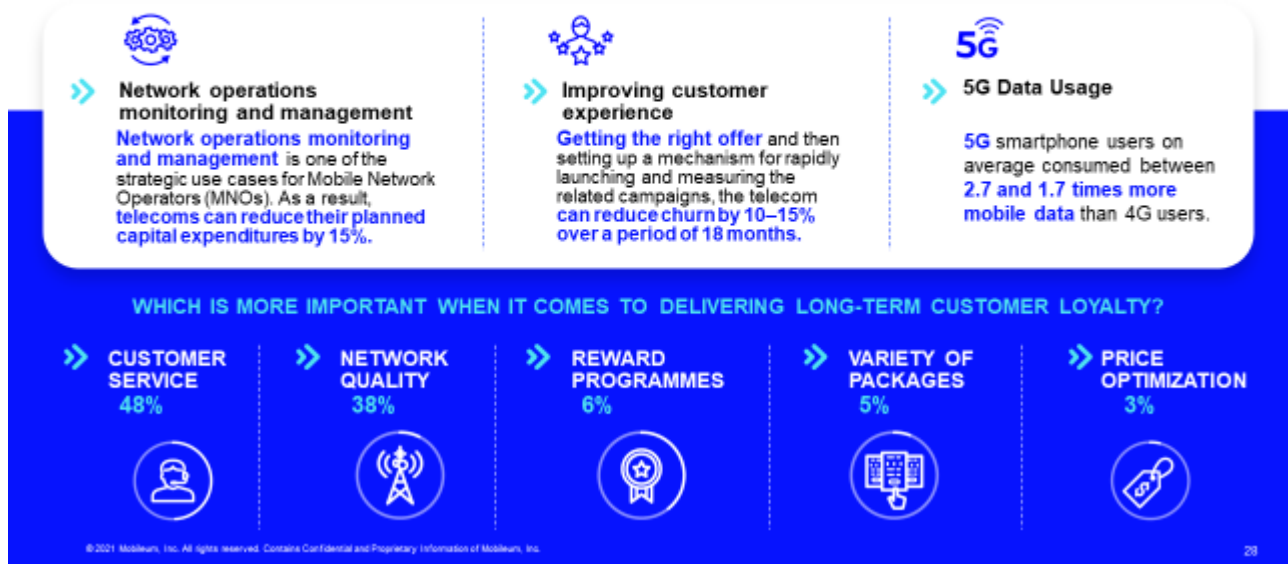 Network operations
monitoring and management
Network operations monitoring
and management is one of the
strategic use cases for Mobile Network
Operators (MNOs). As a result,
telecoms can reduce their planned
capital expenditures by 15%.
Improving customer
experience
Getting the right offer and then
setting up a mechanism for rapidly
launching and measuring the
related campaigns, the telecom
can reduce churn by 10–15%
over a period of 18 months.
5G
5G Data Usage
5G smartphone users on
average consumed between
2.7 and 1.7 times more
mobile data than 4G users.
WHICH IS MORE IMPORTANT WHEN IT COMES TO DELIVERING LONG-TERM CUSTOMER LOYALTY?
CUSTOMER
SERVICE
48%
NETWORK
QUALITY
38%
REWARD
PROGRAMMES
6%
VARIETY OF
PACKAGES
5%
PRICE
OPTIMIZATION
3%
© 2021 Mobileum, Inc. All rights reserved. Contains Confidential and Proprietary Information of Mobileum, Inc.
28